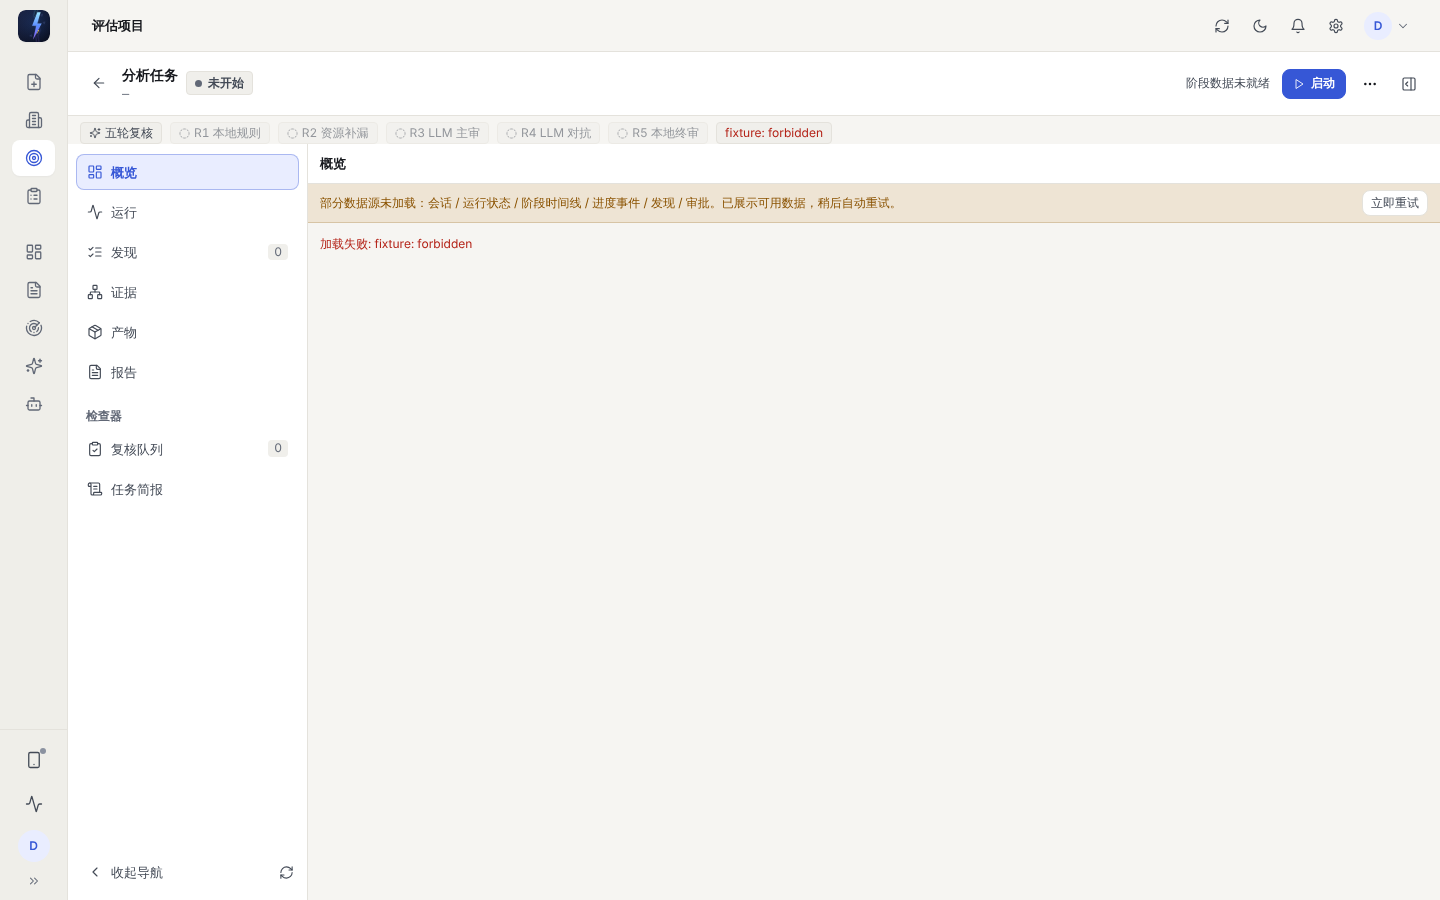 评估项目
D
分析任务
—
未开始
阶段数据未就绪
启动
五轮复核
R1 本地规则
R2 资源补漏
R3 LLM 主审
R4 LLM 对抗
R5 本地终审
fixture: forbidden
概览
运行
发现
0
证据
产物
报告
检查器
复核队列
0
任务简报
收起导航
概览
部分数据源未加载：会话 / 运行状态 / 阶段时间线 / 进度事件 / 发现 / 审批。已展示可用数据，稍后自动重试。
立即重试
加载失败: fixture: forbidden
D